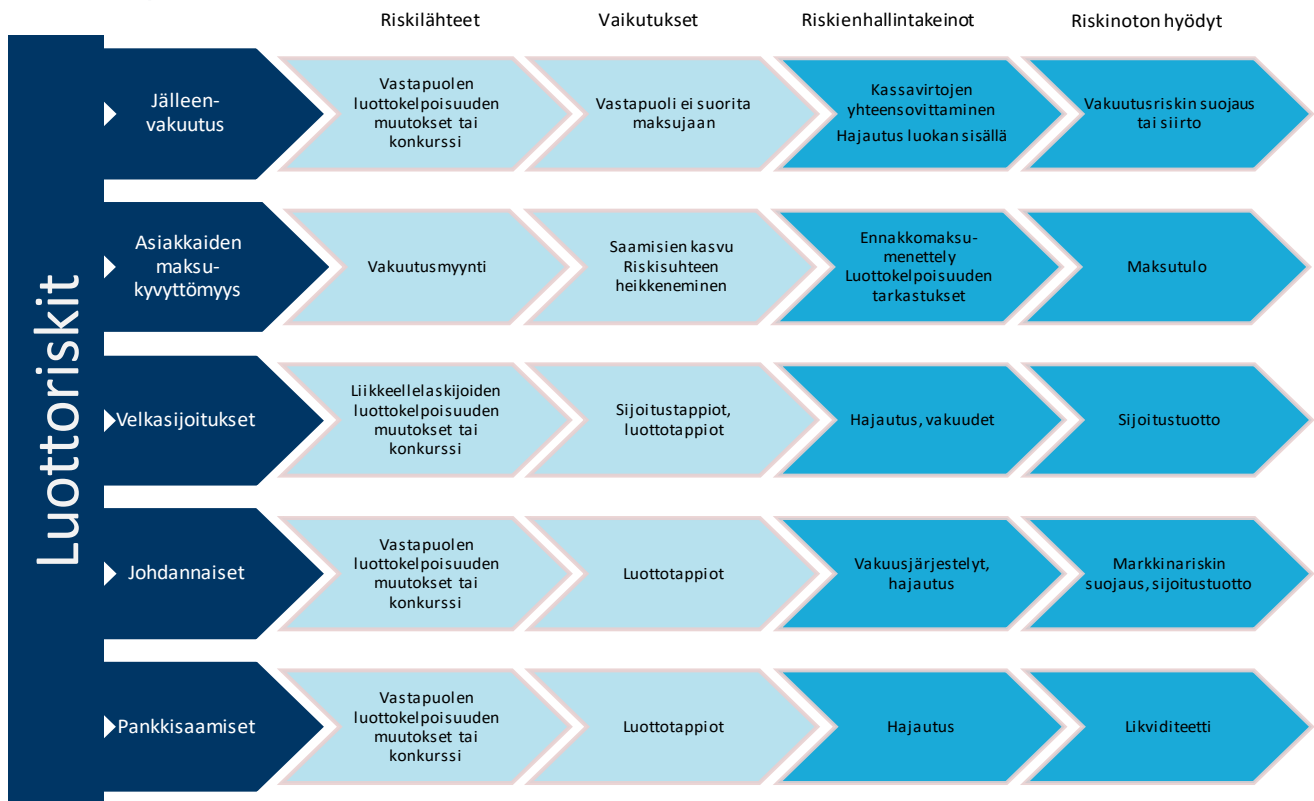 Riskilähteet
Vaikutukset
Riskienhallintakeinot
Riskinoton hyödyt
Luottoriskit
Jälleen-
vakuutus
Vastapuolen
luottokelpoisuuden
muutokset tai
konkurssi
Vastapuoli ei suorita
maksujaan
Kassavirtojen
yhteensovittaminen
Hajautus luokan sisällä
Vakuutusriskin suojaus
tai siirto
Asiakkaiden
maksu-
kyvyttömyys
Vakuutusmyynti
Saamisien kasvu
Riskisuhteen
heikkeneminen
Ennakkomaksu-
menettely
Luottokelpoisuuden
tarkastukset
Maksutulo
Velkasijoitukset
Liikkeellelaskijoiden
luottokelpoisuuden
muutokset tai
konkurssi
Sijoitustappiot,
luottotappiot
Hajautus, vakuudet
Sijoitustuotto
Johdannaiset
Vastapuolen
luottokelpoisuuden
muutokset tai
konkurssi
Luottotappiot
Vakuusjärjestelyt,
hajautus
Markkinariskin
suojaus, sijoitustuotto
Pankkisaamiset
Vastapuolen
luottokelpoisuuden
muutokset tai
konkurssi
Luottotappiot
Hajautus
Likviditeetti